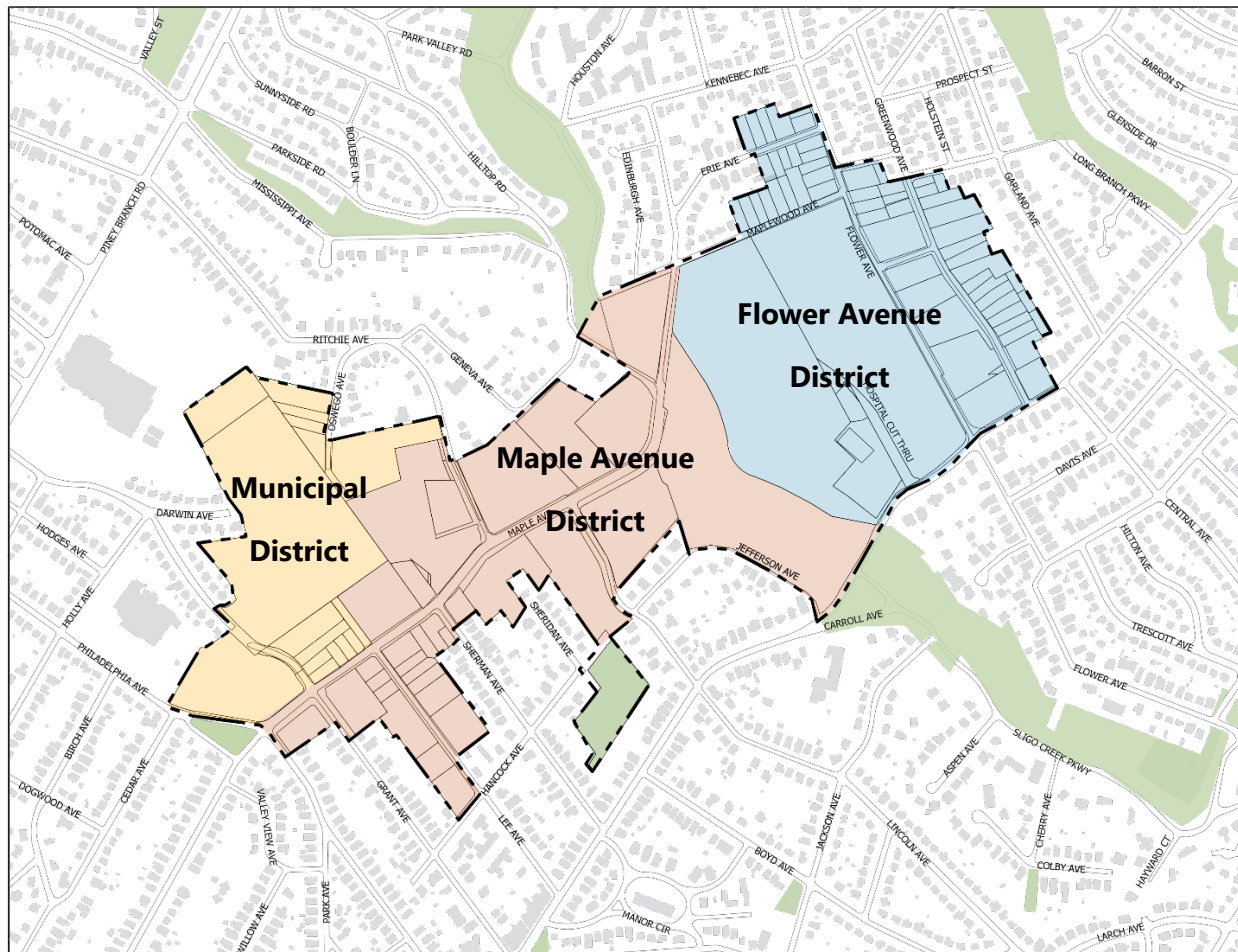 VALLEY ST
PARK VALLEY RD
HOUSTON AVE
KENNEBEC AVE
PROSPECT ST
BARRON ST
SUNNYSIDE RD
GREENWOOD AVE
HOLSTEIN ST
GLENSIDE DR
BOULDER LN
PARKSIDE RD
HILLTOP RD
EDINBURGH AVE
ERIE AVE
LONG BRANCH PKWY
MISSISSIPPI AVE
GARLAND AVE
PINEY BRANCH RD
POTOMAC AVE
MAPLEWOOD AVE
FLOWER AVE
Flower Avenue
District
RITCHIE AVE
GENEVA AVE
OSWEGO AVE
HOSPITAL CUT THRU
Maple Avenue
District
Municipal
District
DAVIS AVE
DARWIN AVE
MAPLE AVE
CENTRAL AVE
HODGES AVE
HILTON AVE
JEFFERSON AVE
HOLLY AVE
CARROLL AVE
SHERIDAN AVE
TRESCOTT AVE
PHILADELPHIA AVE
SHERMAN AVE
FLOWER AVE
BIRCH AVE
CEDAR AVE
SLIGO CREEK PKWY
ASPEN AVE
HANCOCK AVE
DOGWOOD AVE
GRANT AVE
VALLEY VIEW AVE
LEE AVE
JACKSON AVE
LINCOLN AVE
CHERRY AVE
BOYD AVE
COLBY AVE
HAYWARD CT
PARK AVE
WILLOW AVE
MANOR CIR
LARCH AVE